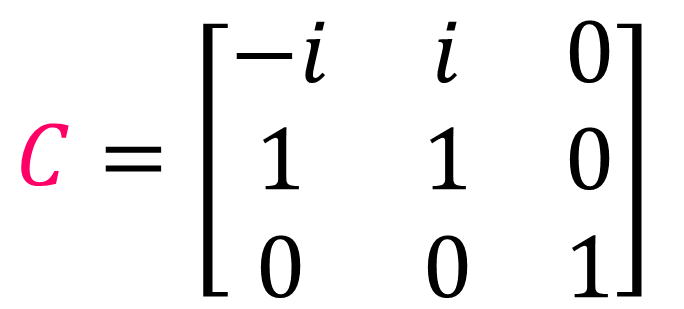 −i i 0
C = 1 1 0
0 0 1